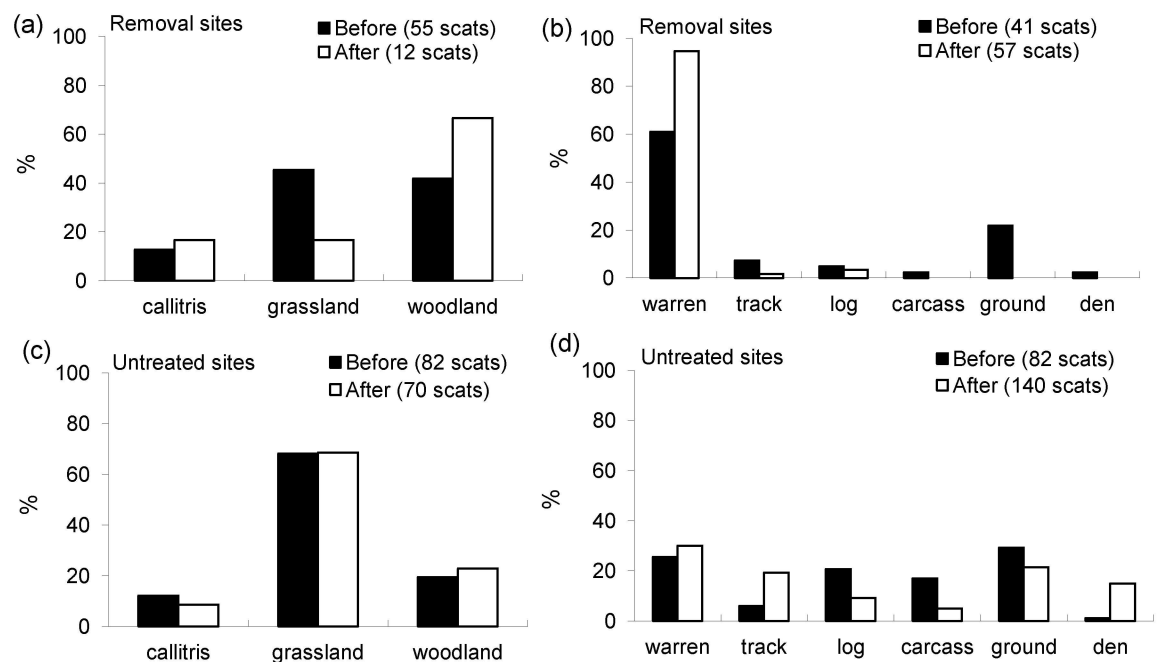 (a) Removal sites
Before (55 scats)
After (12 scats)
100
80
60
40
20
0
%
callitris grassland woodland
(b) Removal sites
Before (41 scats)
After (57 scats)
100
80
60
40
20
0
%
warren track log carcass ground den
(c) Untreated sites
Before (82 scats)
After (70 scats)
100
80
60
40
20
0
%
callitris grassland woodland
(d) Untreated sites
Before (82 scats)
After (140 scats)
100
80
60
40
20
0
%
warren track log carcass ground den